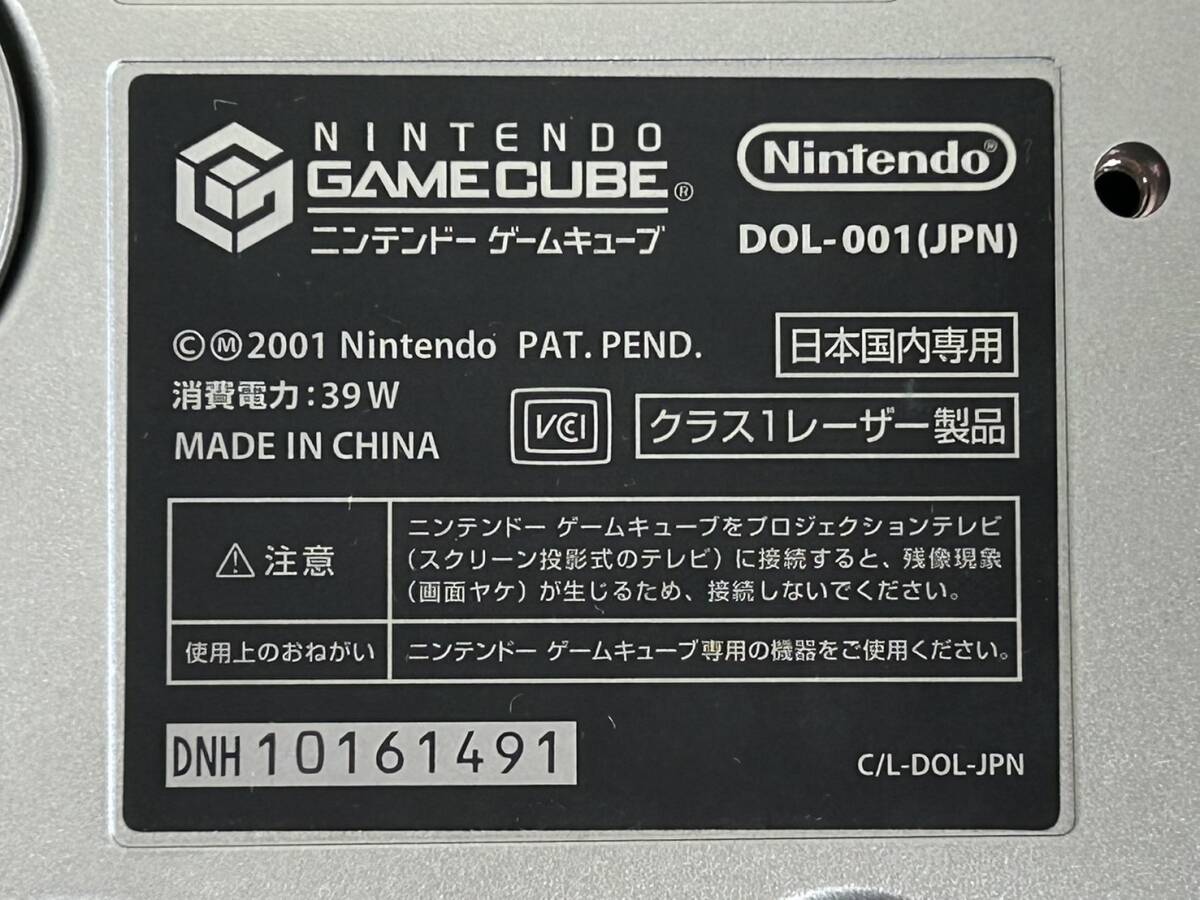 NINTENDO
GAMECUBE®
ニンテンドー ゲームキューブ
Nintendo®
DOL-001(JPN)
©Ⓜ2001 Nintendo PAT. PEND.
日本国内専用
消費電力:39W
MADE IN CHINA
VCI
クラス1レーザー製品
⚠注意
ニンテンドー ゲームキューブをプロジェクションテレビ
(スクリーン投影式のテレビ)に接続すると、残像現象
(画面ヤケ)が生じるため、接続しないでください。
使用上のおねがい
ニンテンドー ゲームキューブ専用の機器をご使用ください。
DNH 10161491
C/L-DOL-JPN